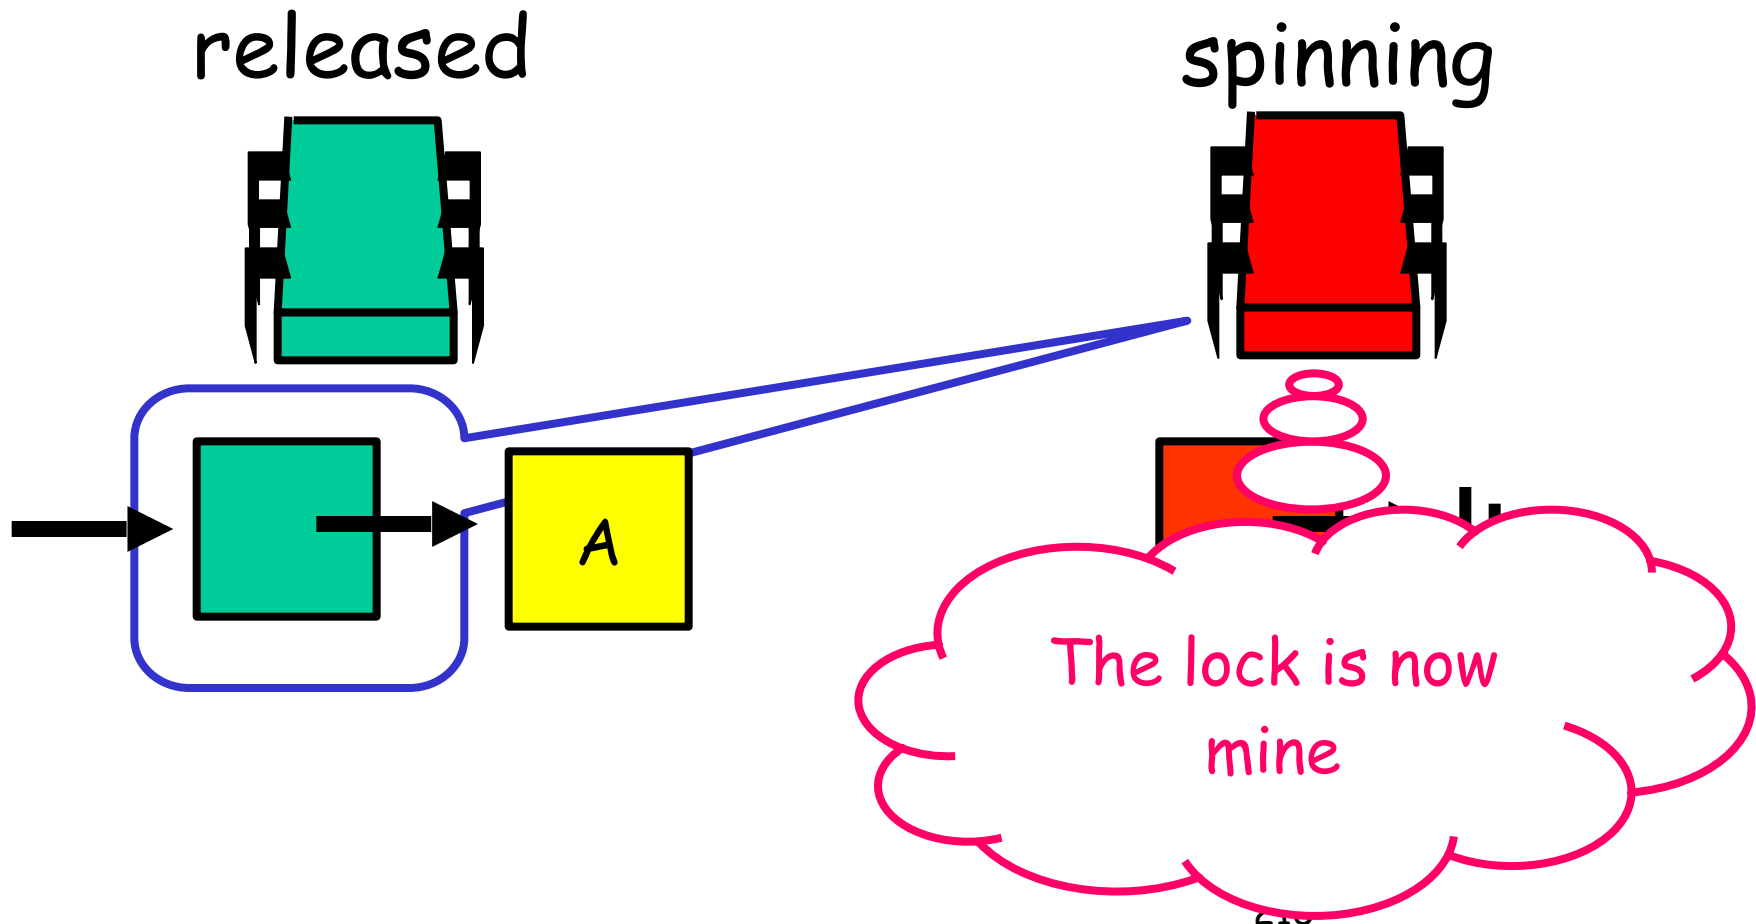 released
spinning
A
The lock is now
mine